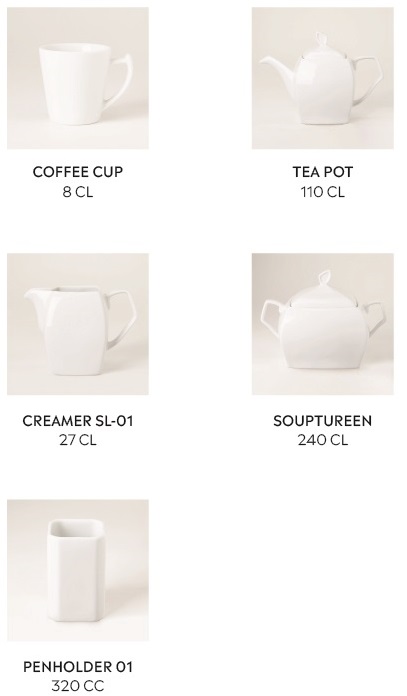 COFFEE CUP
8 CL
TEA POT
110 CL
CREAMER SL-01
27 CL
SOUPTUREEN
240 CL
PENHOLDER 01
320 CC